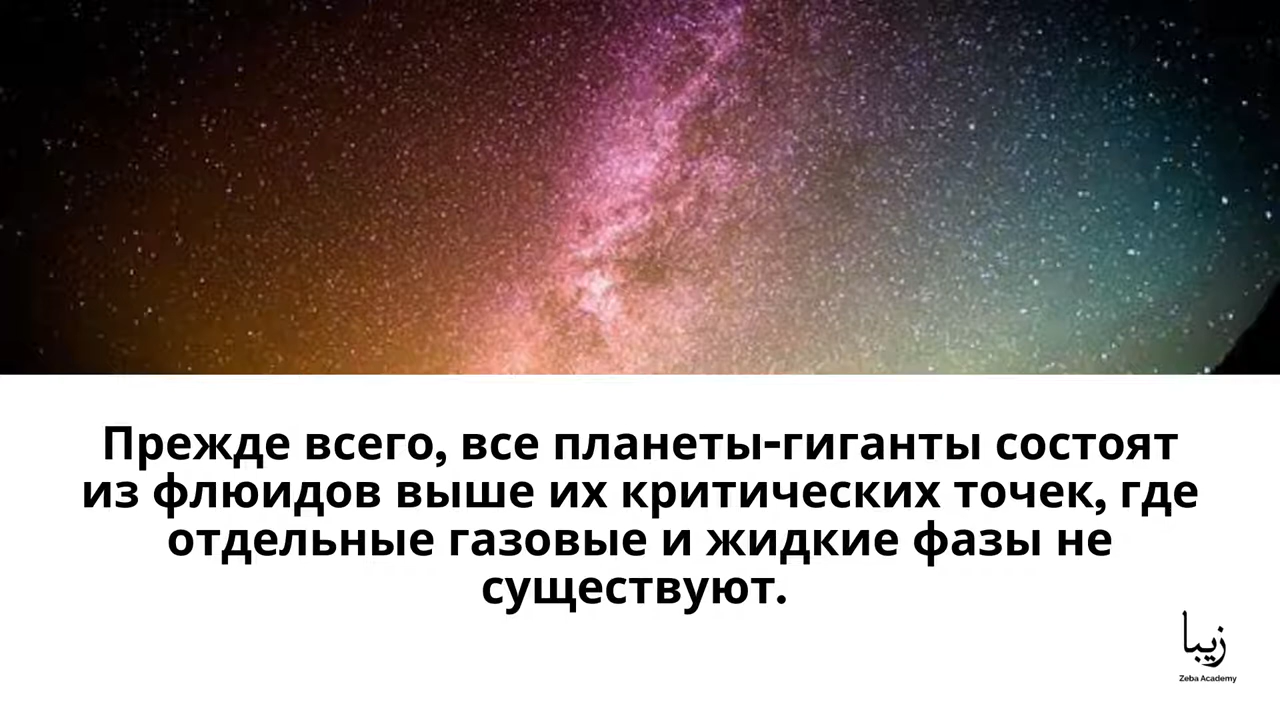 Прежде всего, все планеты-гиганты состоят
из флюидов выше их критических точек, где
отдельные газовые и жидкие фазы не
существуют.
زیبا
Zeba Academy